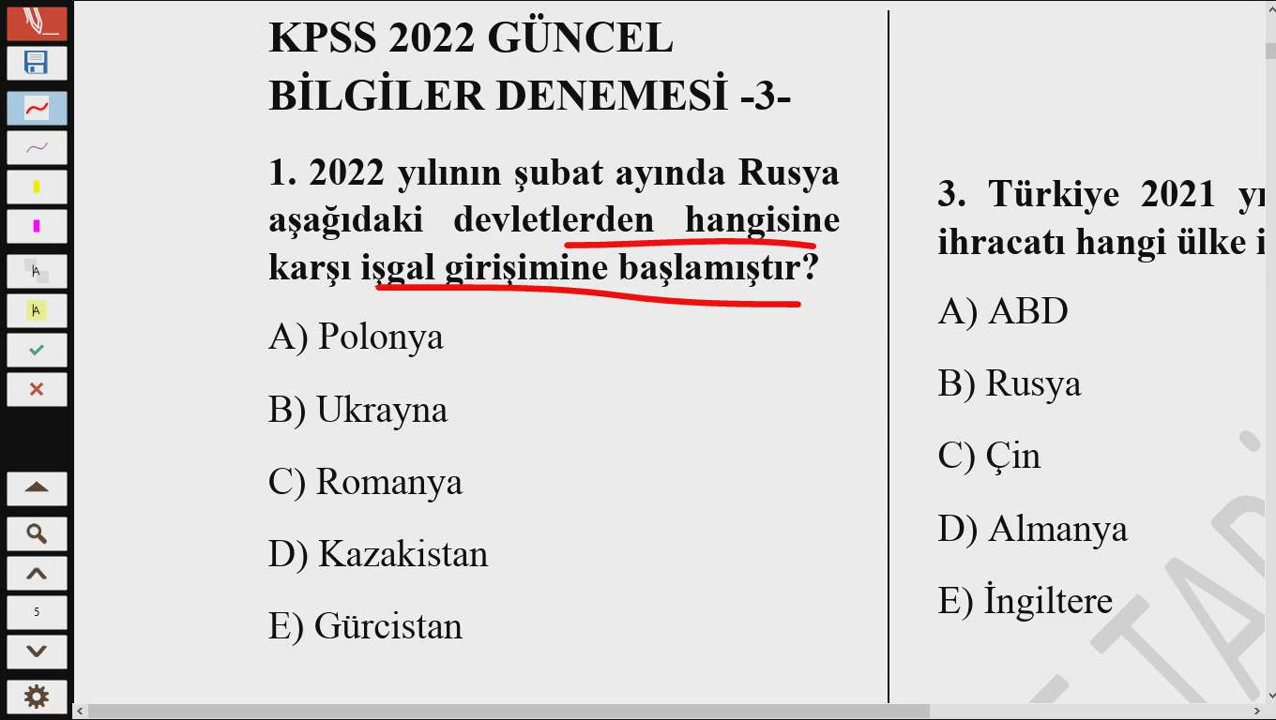 KPSS 2022 GÜNCEL
BİLGİLER DENEMESİ -3-
1. 2022 yılının şubat ayında Rusya
aşağıdaki devletlerden hangisine
karşı işgal girişimine başlamıştır?
A) Polonya
B) Ukrayna
C) Romanya
D) Kazakistan
E) Gürcistan
3. Türkiye 2021
ihracatı hangi ülke
A) ABD
B) Rusya
C) Çin
D) Almanya
E) İngiltere
5